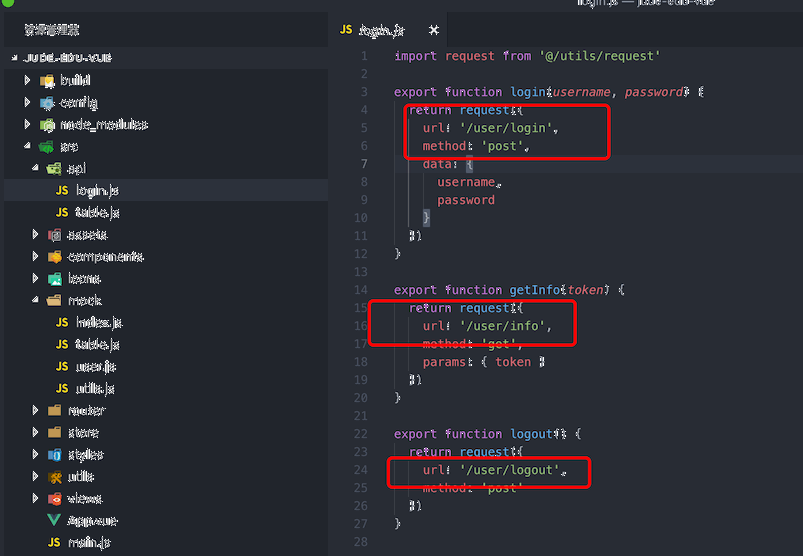 login.js — jude-edu-vue
资源管理器
JUDE-EDU-VUE
build
config
node_modules
src
api
JS login.js
JS table.js
assets
components
icons
mock
JS index.js
JS table.js
JS user.js
JS utils.js
router
store
styles
utils
views
App.vue
JS main.js
JS login.js ×
1 import request from '@/utils/request'
2
3 export function login(username, password) {
4 return request({
5 url: '/user/login',
6 method: 'post',
7 data: {
8 username,
9 password
10 }
11 })
12 }
13
14 export function getInfo(token) {
15 return request({
16 url: '/user/info',
17 method: 'get',
18 params: { token }
19 })
20 }
21
22 export function logout() {
23 return request({
24 url: '/user/logout',
25 method: 'post'
26 })
27 }
28